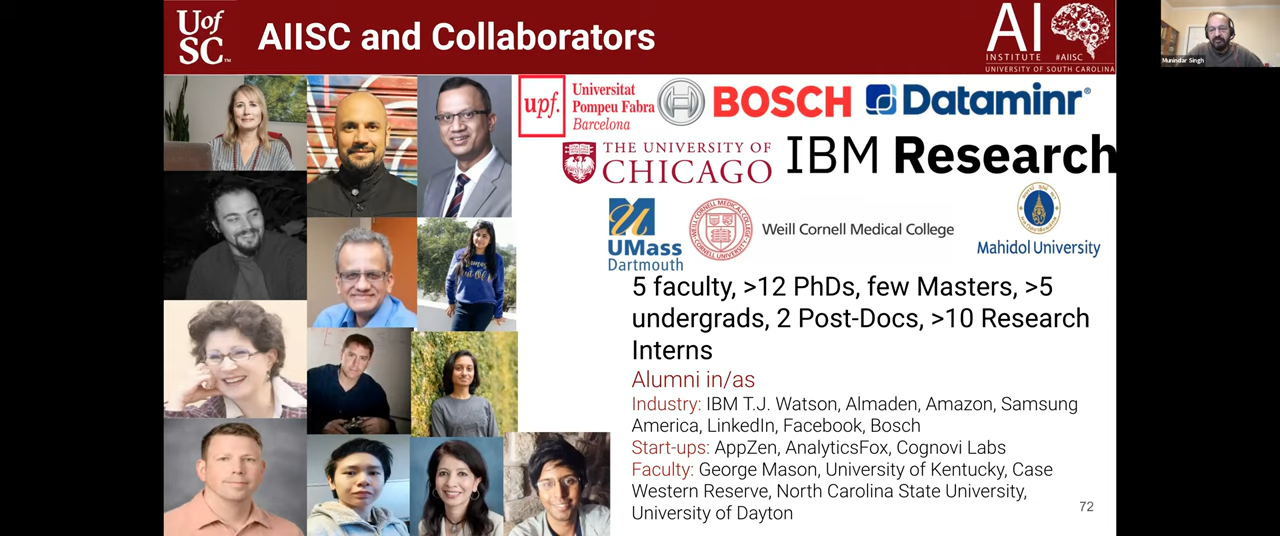 UofSC™
AIISC and Collaborators
AI
INSTITUTE #AIISC
UNIVERSITY OF SOUTH CAROLINA
Munindar Singh
upf.
Universitat
Pompeu Fabra
Barcelona
BOSCH
Dataminr®
THE UNIVERSITY OF
CHICAGO
IBM Research
UMass
Dartmouth
Weill Cornell Medical College
Mahidol University
5 faculty, >12 PhDs, few Masters, >5
undergrads, 2 Post-Docs, >10 Research
Interns
Alumni in/as
Industry: IBM T.J. Watson, Almaden, Amazon, Samsung
America, LinkedIn, Facebook, Bosch
Start-ups: AppZen, AnalyticsFox, Cognovi Labs
Faculty: George Mason, University of Kentucky, Case
Western Reserve, North Carolina State University,
University of Dayton
72